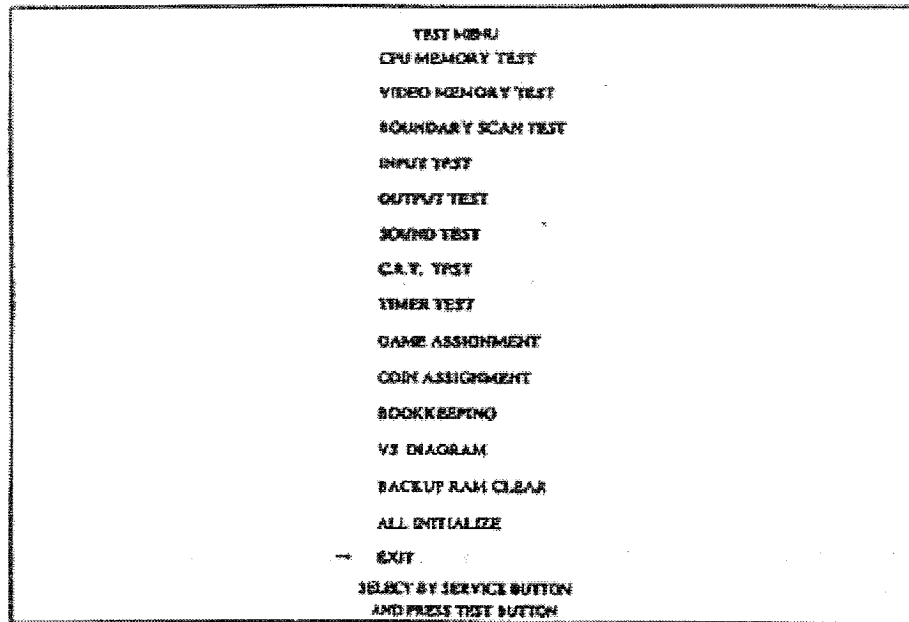 TEST MENU
CPU MEMORY TEST
VIDEO MEMORY TEST
BOUNDARY SCAN TEST
INPUT TEST
OUTPUT TEST
SOUND TEST
C.R.T. TEST
TIMER TEST
GAME ASSIGNMENT
COIN ASSIGNMENT
BOOKKEEPING
VS DIAGRAM
BACKUP RAM CLEAR
ALL INITIALIZE
→ EXIT
SELECT BY SERVICE BUTTON
AND PRESS TEST BUTTON